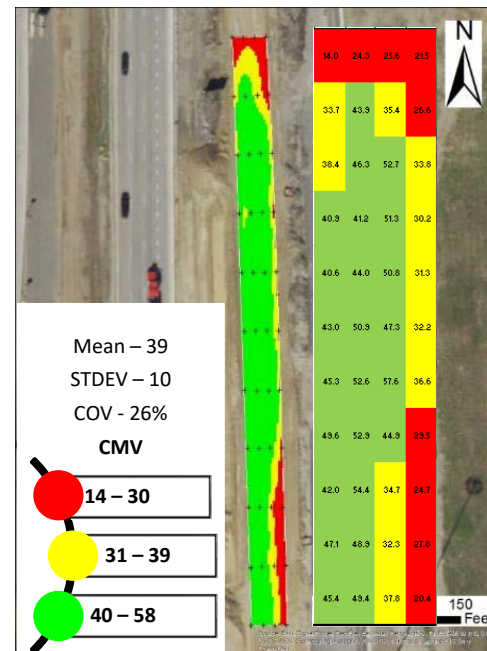 N
14.0 24.3 25.6 21.5
33.7 43.9 35.4 26.6
38.4 46.3 52.7 33.8
40.9 41.2 51.3 30.2
40.6 44.0 50.8 31.3
43.0 50.9 47.3 32.2
45.3 52.6 57.6 36.6
49.6 52.9 44.9 29.5
42.0 54.4 34.7 24.7
47.1 48.9 32.3 27.8
45.4 49.4 37.8 20.4
Mean – 39
STDEV – 10
COV - 26%
CMV
14 – 30
31 – 39
40 – 58
150
Feet